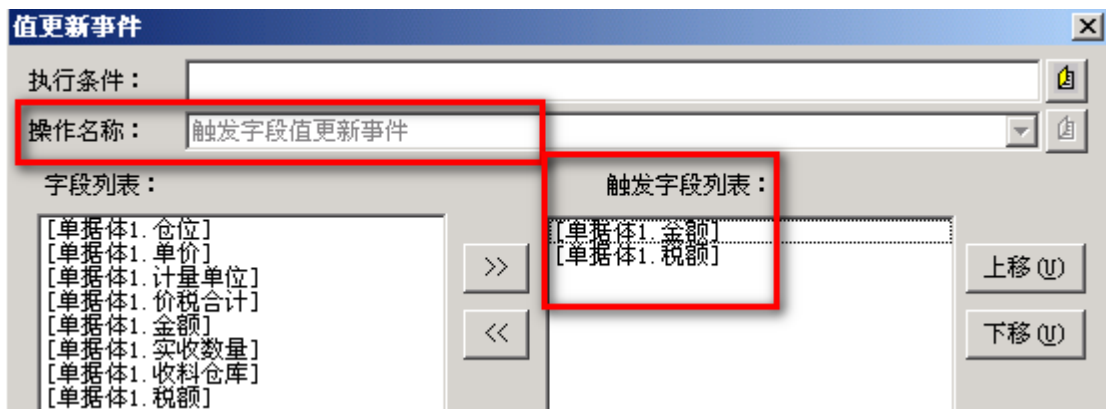 值更新事件
执行条件：
操作名称： 触发字段值更新事件
字段列表： 触发字段列表：
[单据体1.仓位]
[单据体1.单价]
[单据体1.计量单位]
[单据体1.价税合计]
[单据体1.金额]
[单据体1.实收数量]
[单据体1.收料仓库]
[单据体1.税额]
>>
<<
[单据体1.金额]
[单据体1.税额]
上移(U)
下移(U)